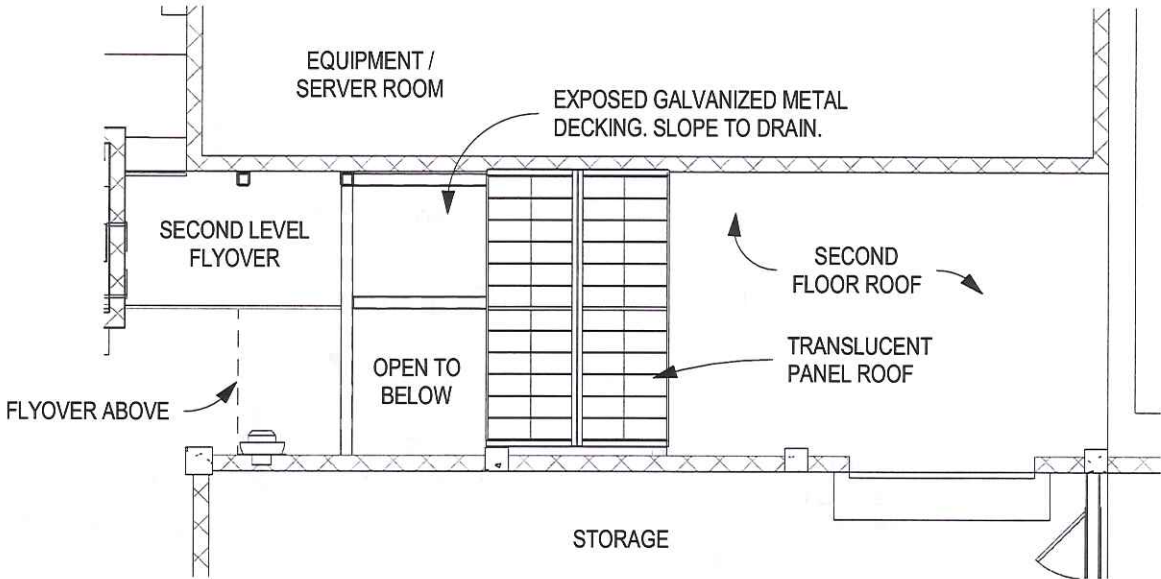 EQUIPMENT /
SERVER ROOM
EXPOSED GALVANIZED METAL
DECKING. SLOPE TO DRAIN.
SECOND LEVEL
FLYOVER
SECOND
FLOOR ROOF
OPEN TO
BELOW
TRANSLUCENT
PANEL ROOF
FLYOVER ABOVE
STORAGE